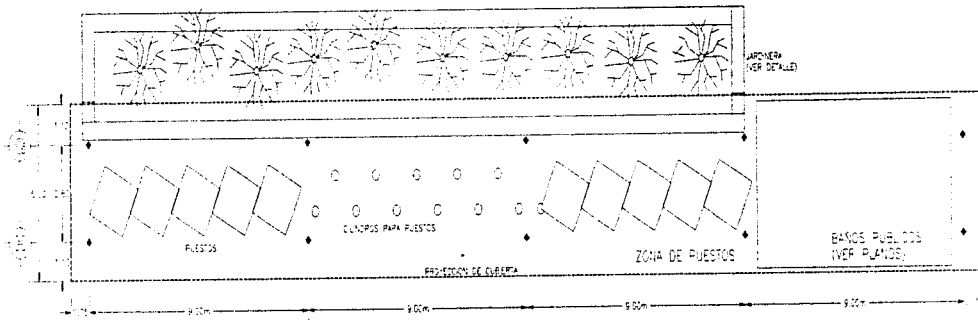 JARDINERA
(VER DETALLE)
CILINDROS PARA PUESTOS
PUESTOS
ZONA DE PUESTOS
BAÑOS PUBLICOS
(VER PLANOS)
PROYECCION DE CUBIERTA
9.00m
9.00m
9.00m
9.00m